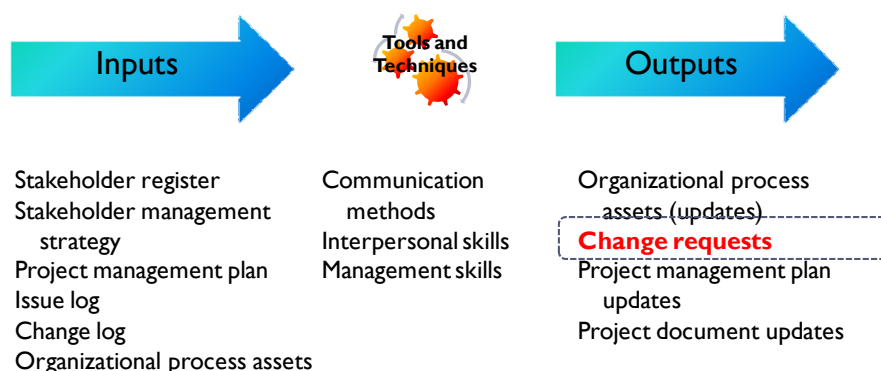 Inputs
Tools and
Techniques
Outputs
Stakeholder register
Stakeholder management
strategy
Project management plan
Issue log
Change log
Organizational process assets
Communication
methods
Interpersonal skills
Management skills
Organizational process
assets (updates)
Change requests
Project management plan
updates
Project document updates